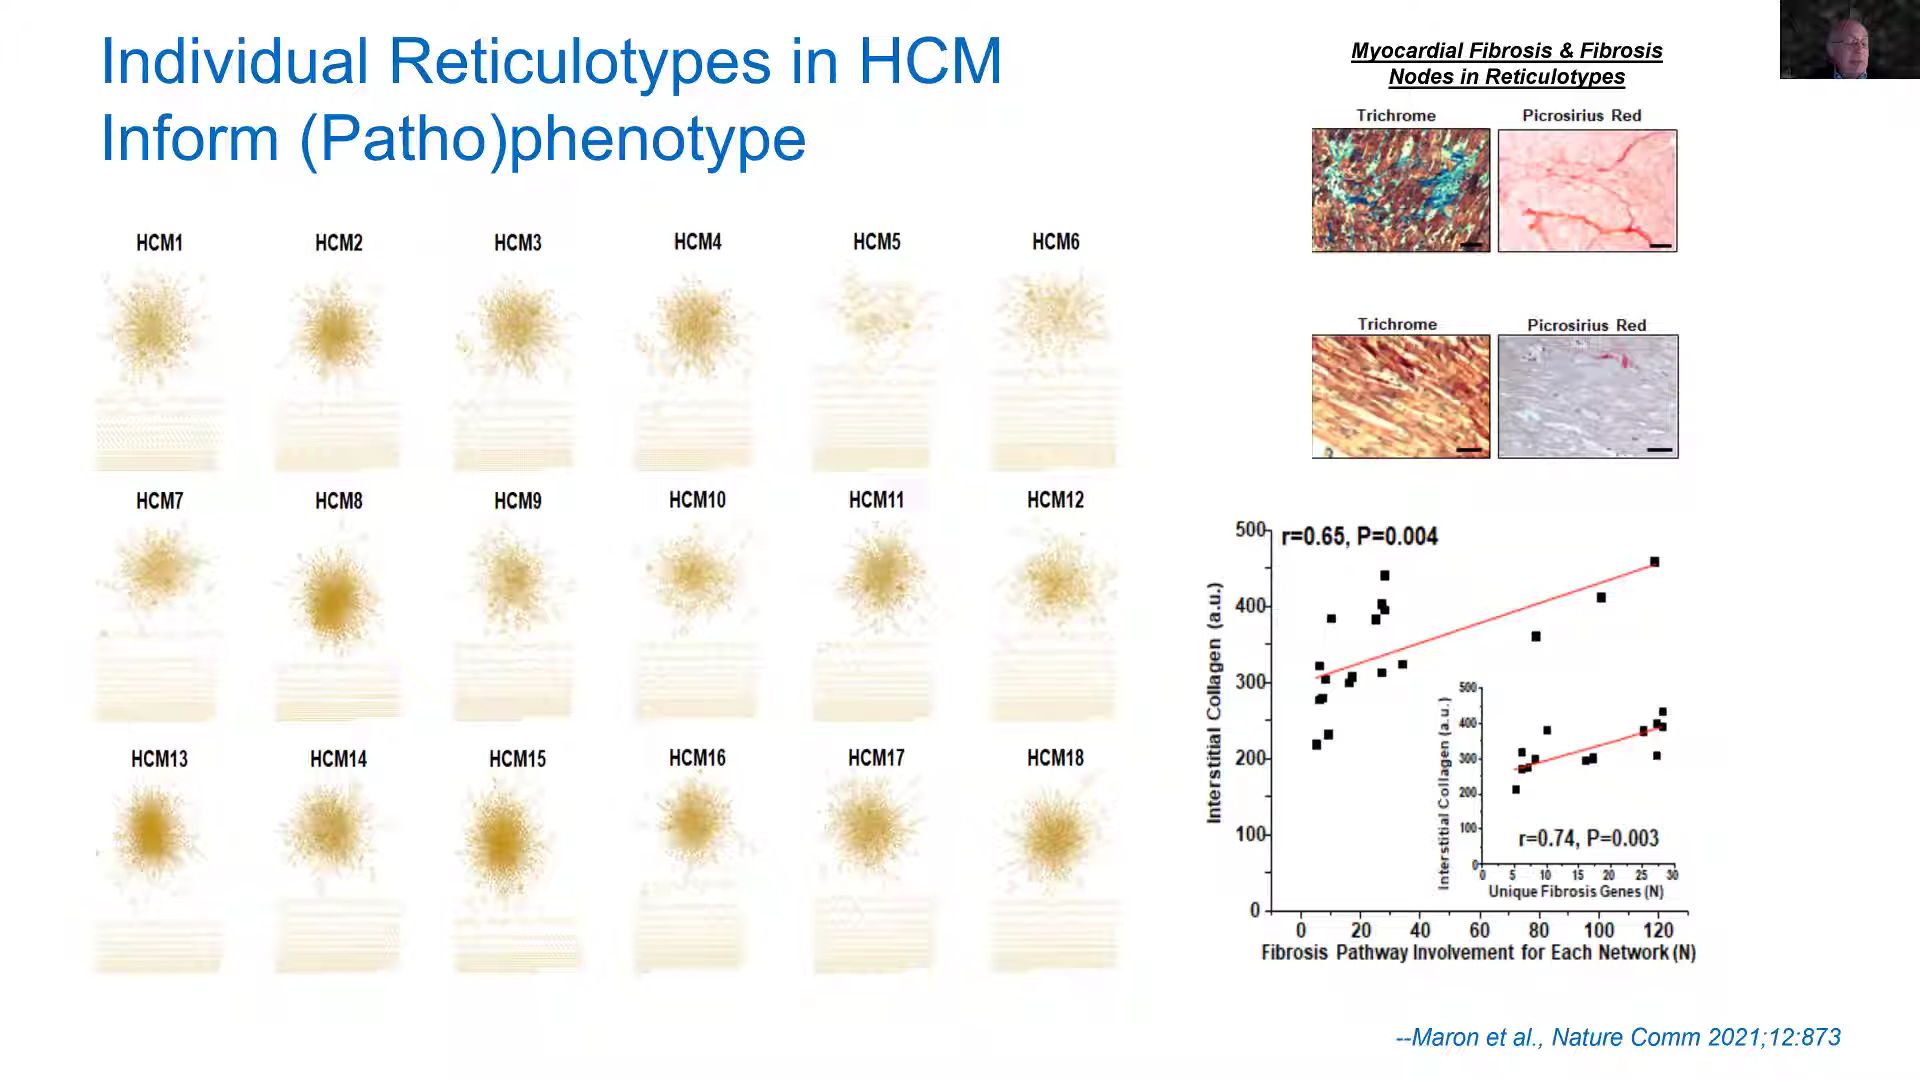 Individual Reticulotypes in HCM
Inform (Patho)phenotype
Myocardial Fibrosis & Fibrosis
Nodes in Reticulotypes
Trichrome Picrosirius Red
Trichrome Picrosirius Red
HCM1 HCM2 HCM3 HCM4 HCM5 HCM6
HCM7 HCM8 HCM9 HCM10 HCM11 HCM12
HCM13 HCM14 HCM15 HCM16 HCM17 HCM18
r=0.65, P=0.004
Interstitial Collagen (a.u.)
500
400
300
200
100
0
0 20 40 60 80 100 120
Fibrosis Pathway Involvement for Each Network (N)
Interstitial Collagen (a.u.)
500
400
300
200
100
0
r=0.74, P=0.003
0 5 10 15 20 25 30
Unique Fibrosis Genes (N)
--Maron et al., Nature Comm 2021;12:873